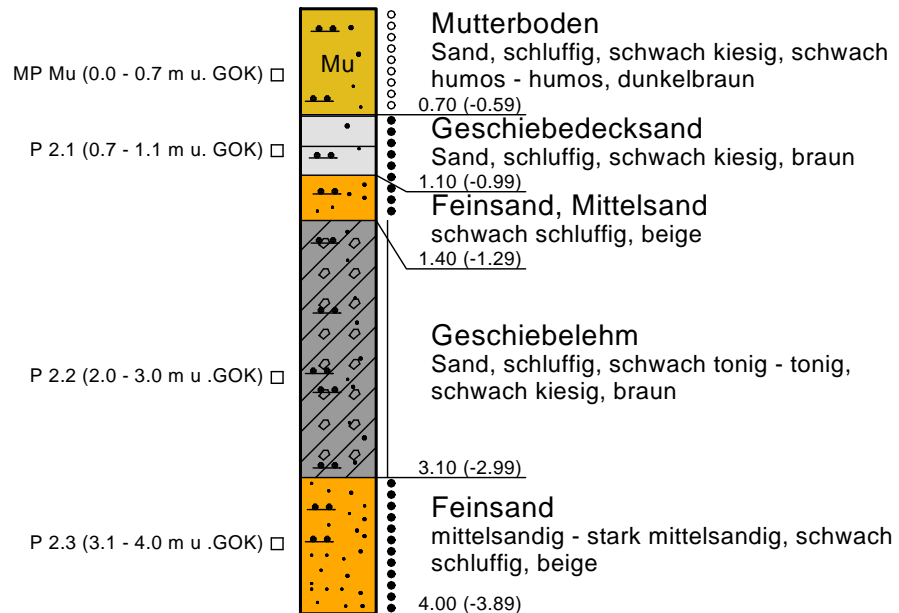 Mutterboden
Sand, schluffig, schwach kiesig, schwach
humos - humos, dunkelbraun
Mu
MP Mu (0.0 - 0.7 m u. GOK)
0.70 (-0.59)
Geschiebedecksand
P 2.1 (0.7 - 1.1 m u. GOK)
Sand, schluffig, schwach kiesig, braun
1.10 (-0.99)
Feinsand, Mittelsand
schwach schluffig, beige
1.40 (-1.29)
Geschiebelehm
Sand, schluffig, schwach tonig - tonig,
schwach kiesig, braun
P 2.2 (2.0 - 3.0 m u .GOK)
3.10 (-2.99)
Feinsand
mittelsandig - stark mittelsandig, schwach
schluffig, beige
P 2.3 (3.1 - 4.0 m u .GOK)
4.00 (-3.89)